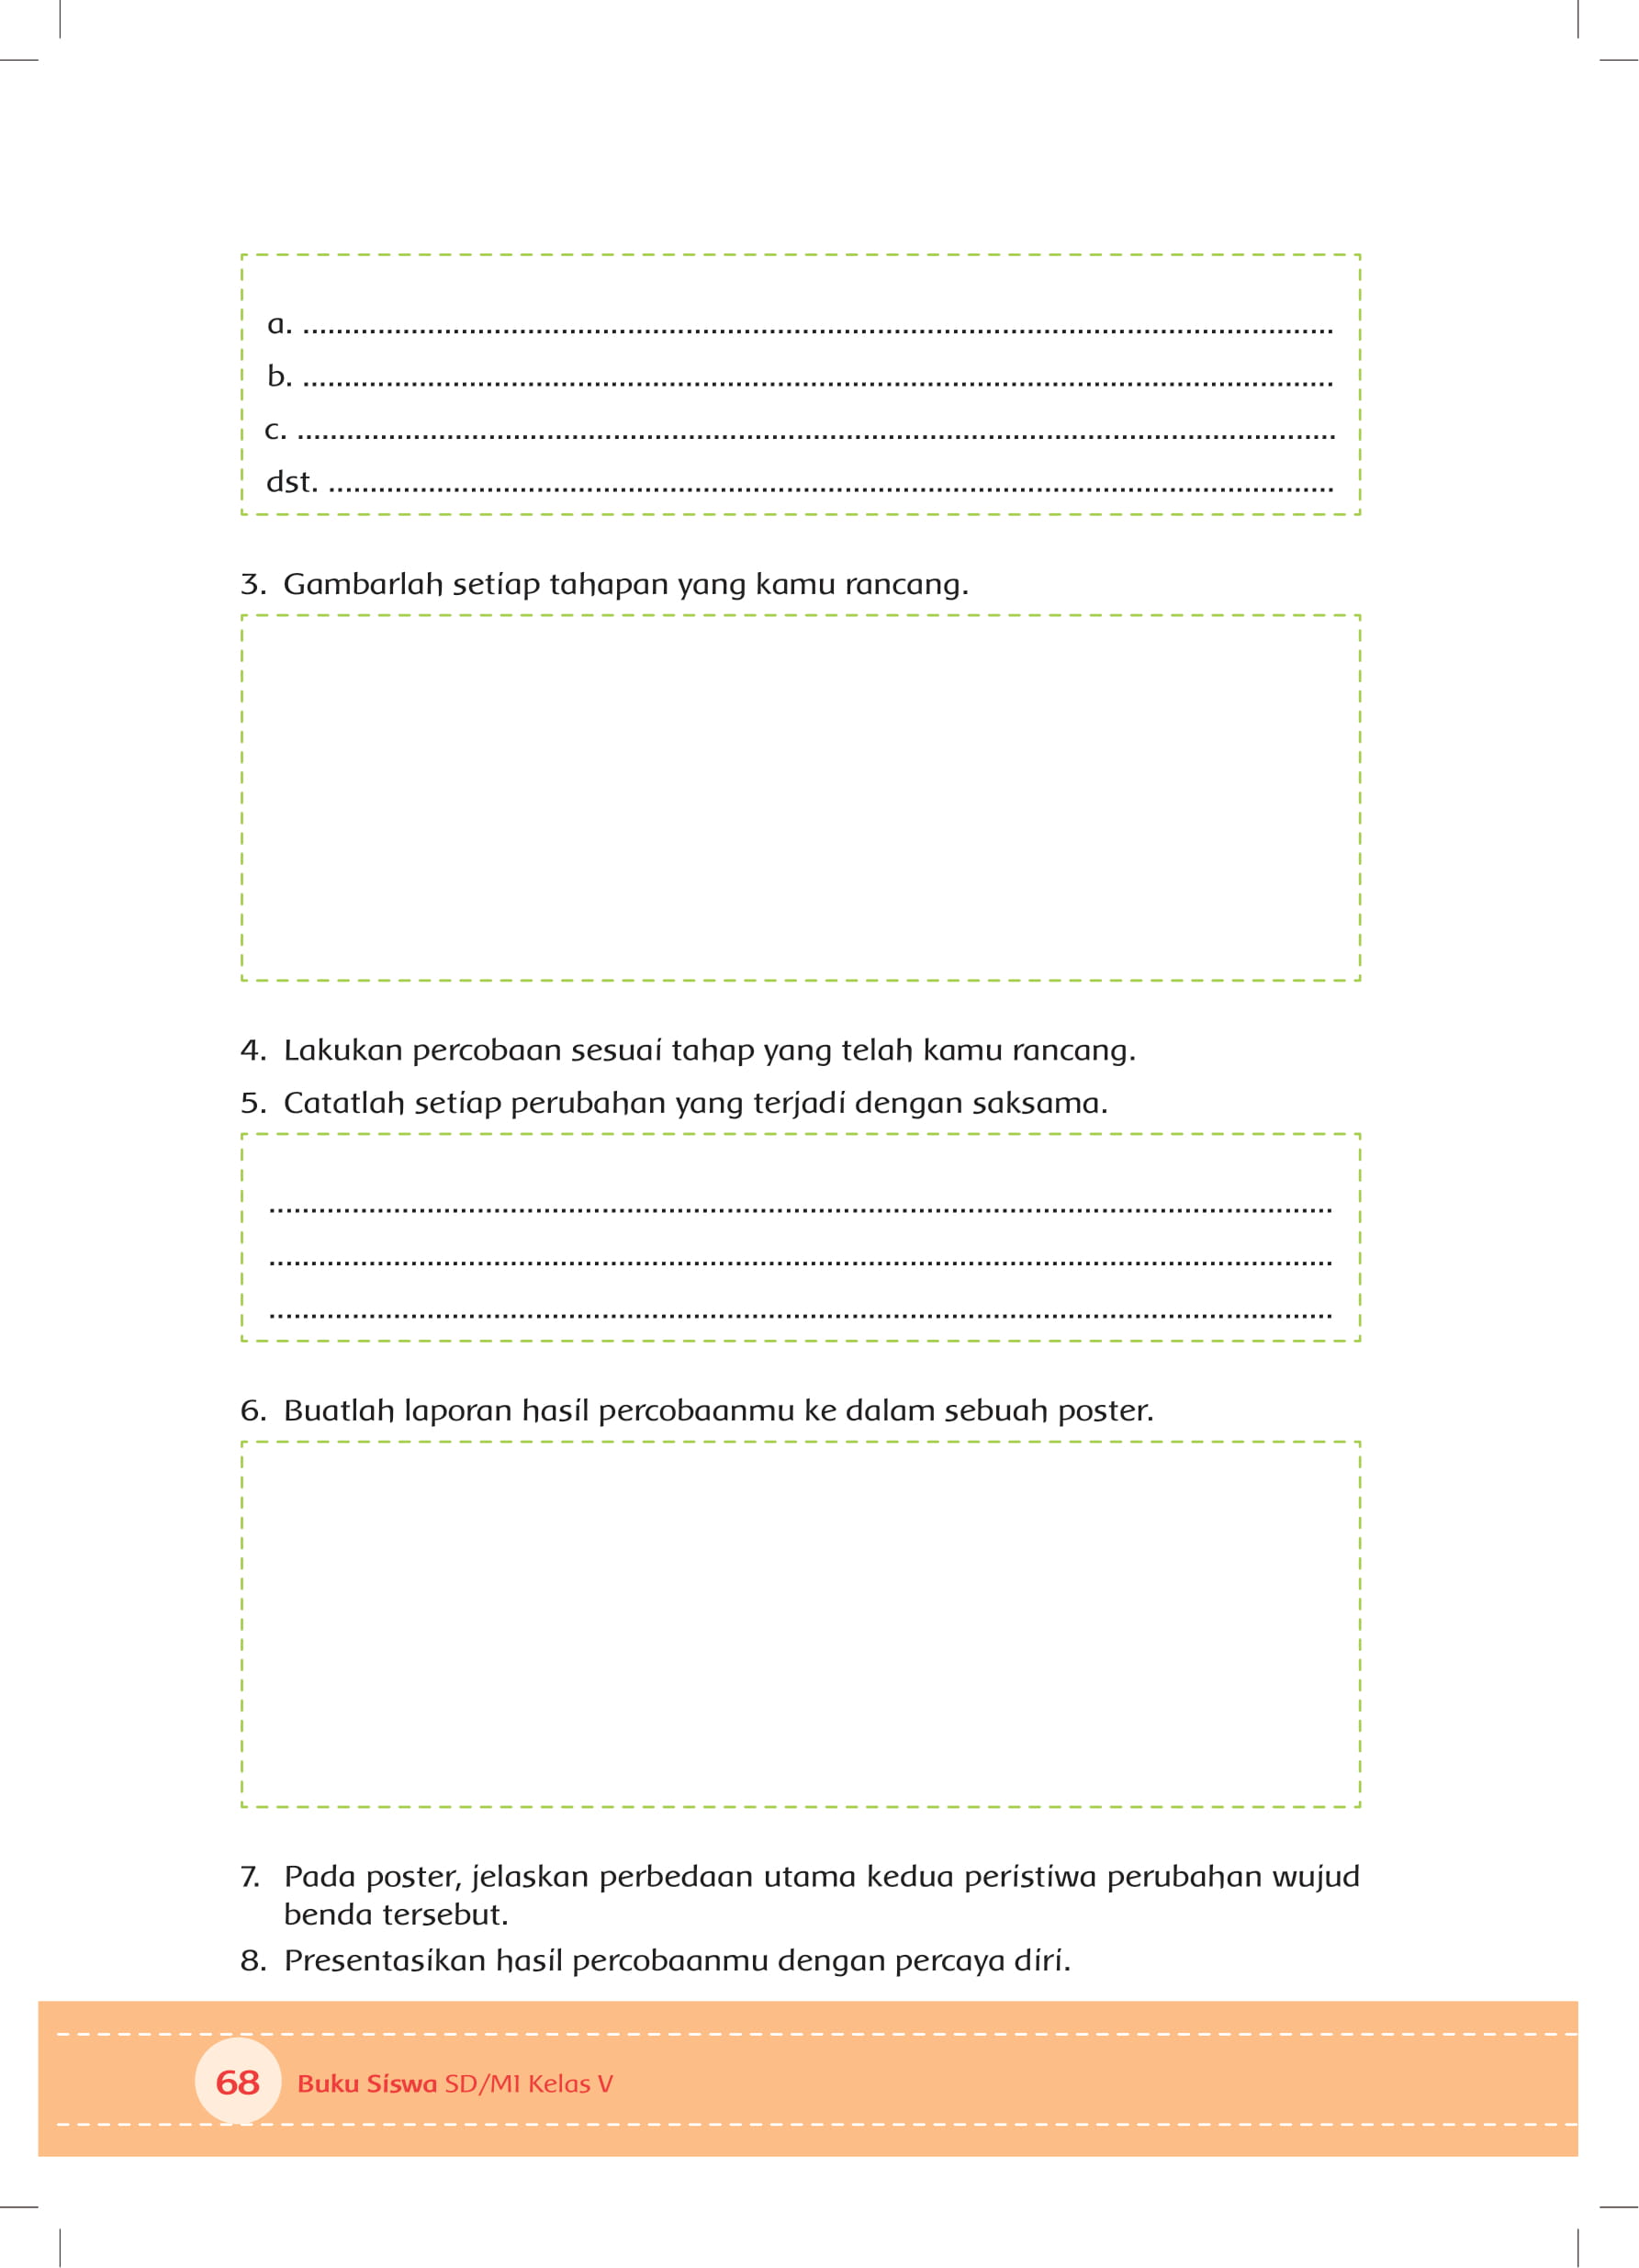 a. ........................................................................................................................
b. ........................................................................................................................
c. ........................................................................................................................
dst. .....................................................................................................................
3. Gambarlah setiap tahapan yang kamu rancang.
4. Lakukan percobaan sesuai tahap yang telah kamu rancang.
5. Catatlah setiap perubahan yang terjadi dengan saksama.
............................................................................................................................
............................................................................................................................
............................................................................................................................
6. Buatlah laporan hasil percobaanmu ke dalam sebuah poster.
7. Pada poster, jelaskan perbedaan utama kedua peristiwa perubahan wujud
benda tersebut.
8. Presentasikan hasil percobaanmu dengan percaya diri.
68 Buku Siswa SD/MI Kelas V